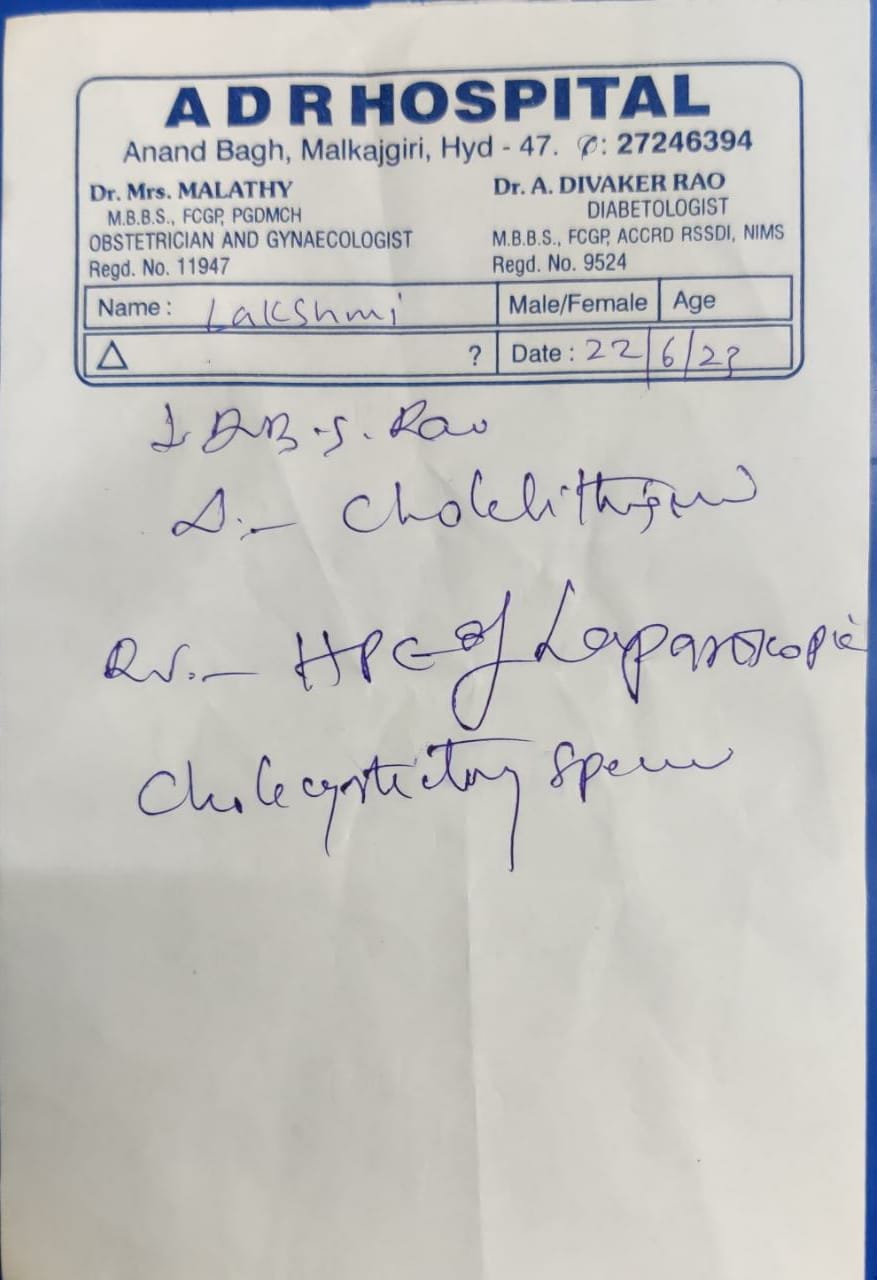 A D R HOSPITAL
Anand Bagh, Malkajgiri, Hyd - 47. ✆: 27246394
Dr. Mrs. MALATHY
M.B.B.S., FCGP, PGDMCH
OBSTETRICIAN AND GYNAECOLOGIST
Regd. No. 11947
Dr. A. DIVAKER RAO
DIABETOLOGIST
M.B.B.S., FCGP, ACCRD RSSDI, NIMS
Regd. No. 9524
Name : Lakshmi
Male/Female
Age
△ ?
Date : 22/6/23
S. Rao
Δ:- Cholelithiasis
HPE of Laparoscopic
Cholecystectomy